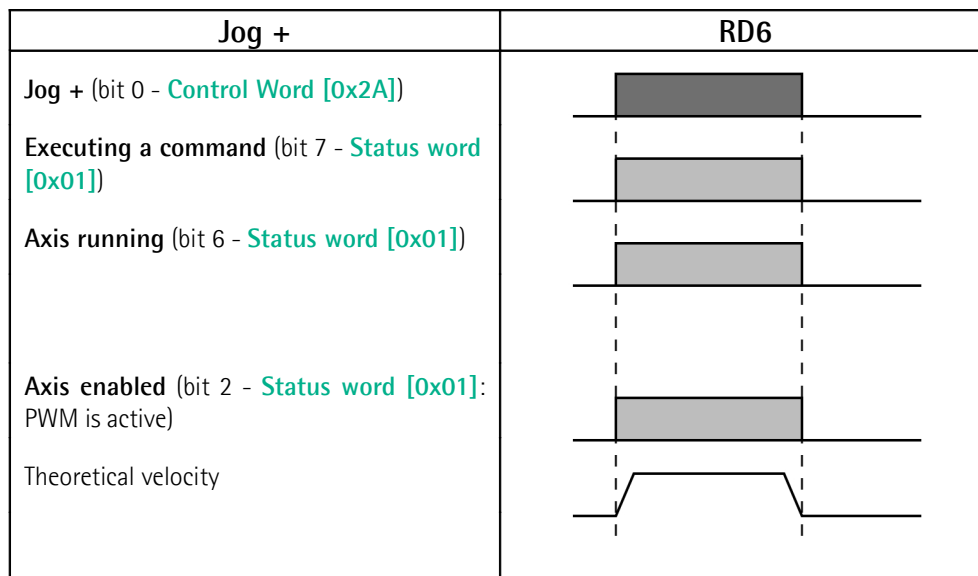 Jog +
RD6
Jog + (bit 0 - Control Word [0x2A])
Executing a command (bit 7 - Status word
[0x01])
Axis running (bit 6 - Status word [0x01])
Axis enabled (bit 2 - Status word [0x01]:
PWM is active)
Theoretical velocity